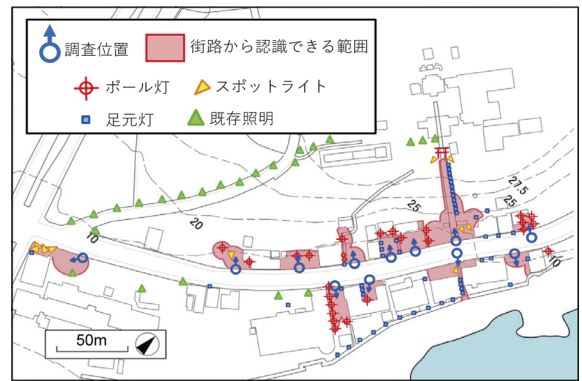 調査位置
街路から認識できる範囲
ポール灯
スポットライト
足元灯
既存照明
27.5
25
25
20
10
10
50m